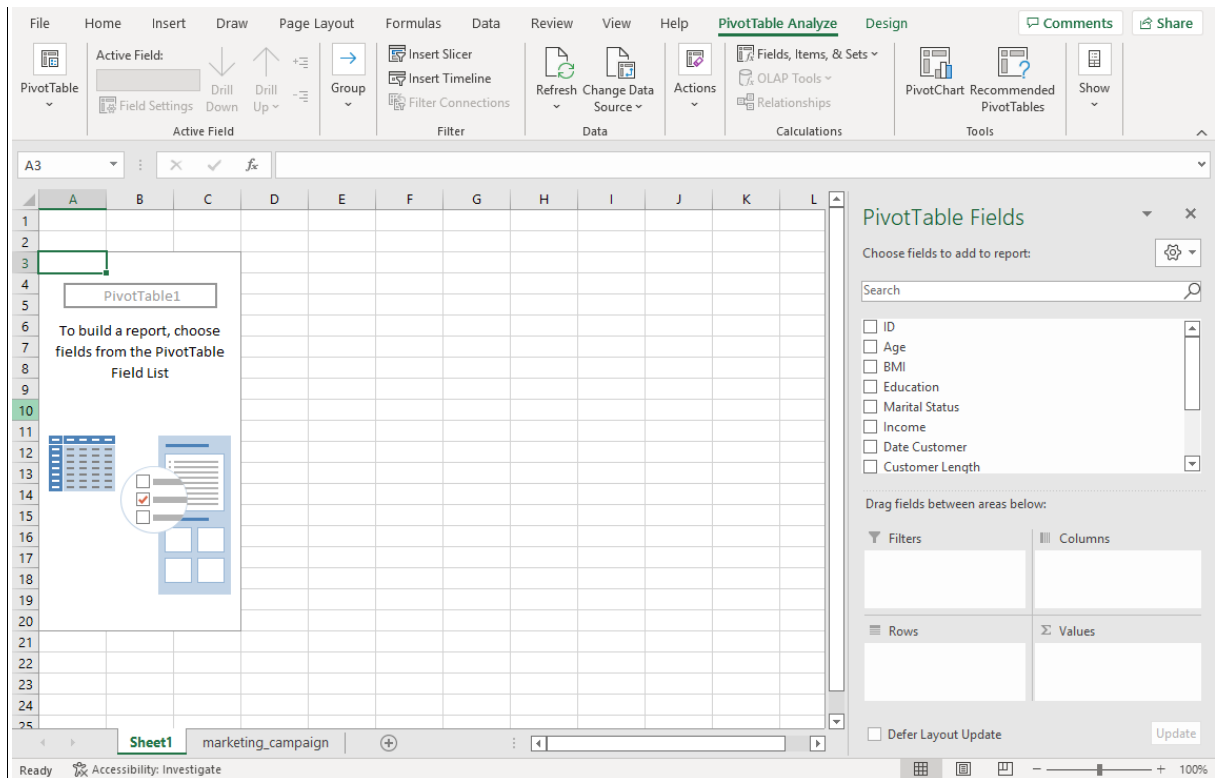 File Home Insert Draw Page Layout Formulas Data Review View Help PivotTable Analyze Design Comments Share
PivotTable
Active Field:
Field Settings
Drill Down
Drill Up
Active Field
Group
Insert Slicer
Insert Timeline
Filter Connections
Filter
Refresh
Change Data Source
Data
Actions
Fields, Items, & Sets
OLAP Tools
Relationships
Calculations
PivotChart
Recommended PivotTables
Tools
Show
A3 fx
A B C D E F G H I J K L
1
2
3
4
5
6
7
8
9
10
11
12
13
14
15
16
17
18
19
20
21
22
23
24
25
PivotTable1
To build a report, choose
fields from the PivotTable
Field List
PivotTable Fields
Choose fields to add to report:
Search
ID
Age
BMI
Education
Marital Status
Income
Date Customer
Customer Length
Drag fields between areas below:
Filters
Columns
Rows
Σ Values
Defer Layout Update
Update
Sheet1 marketing_campaign
Ready Accessibility: Investigate 100%